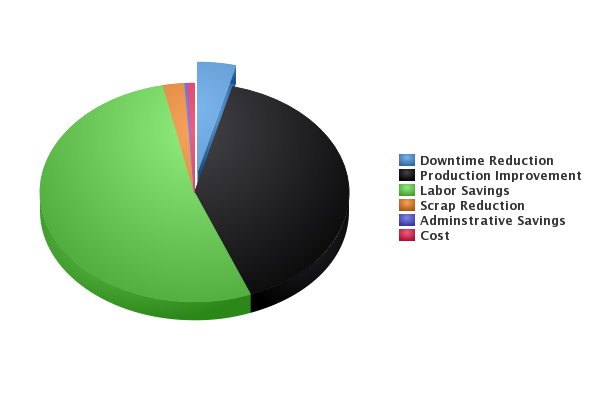 Downtime Reduction
Production Improvement
Labor Savings
Scrap Reduction
Adminstrative Savings
Cost